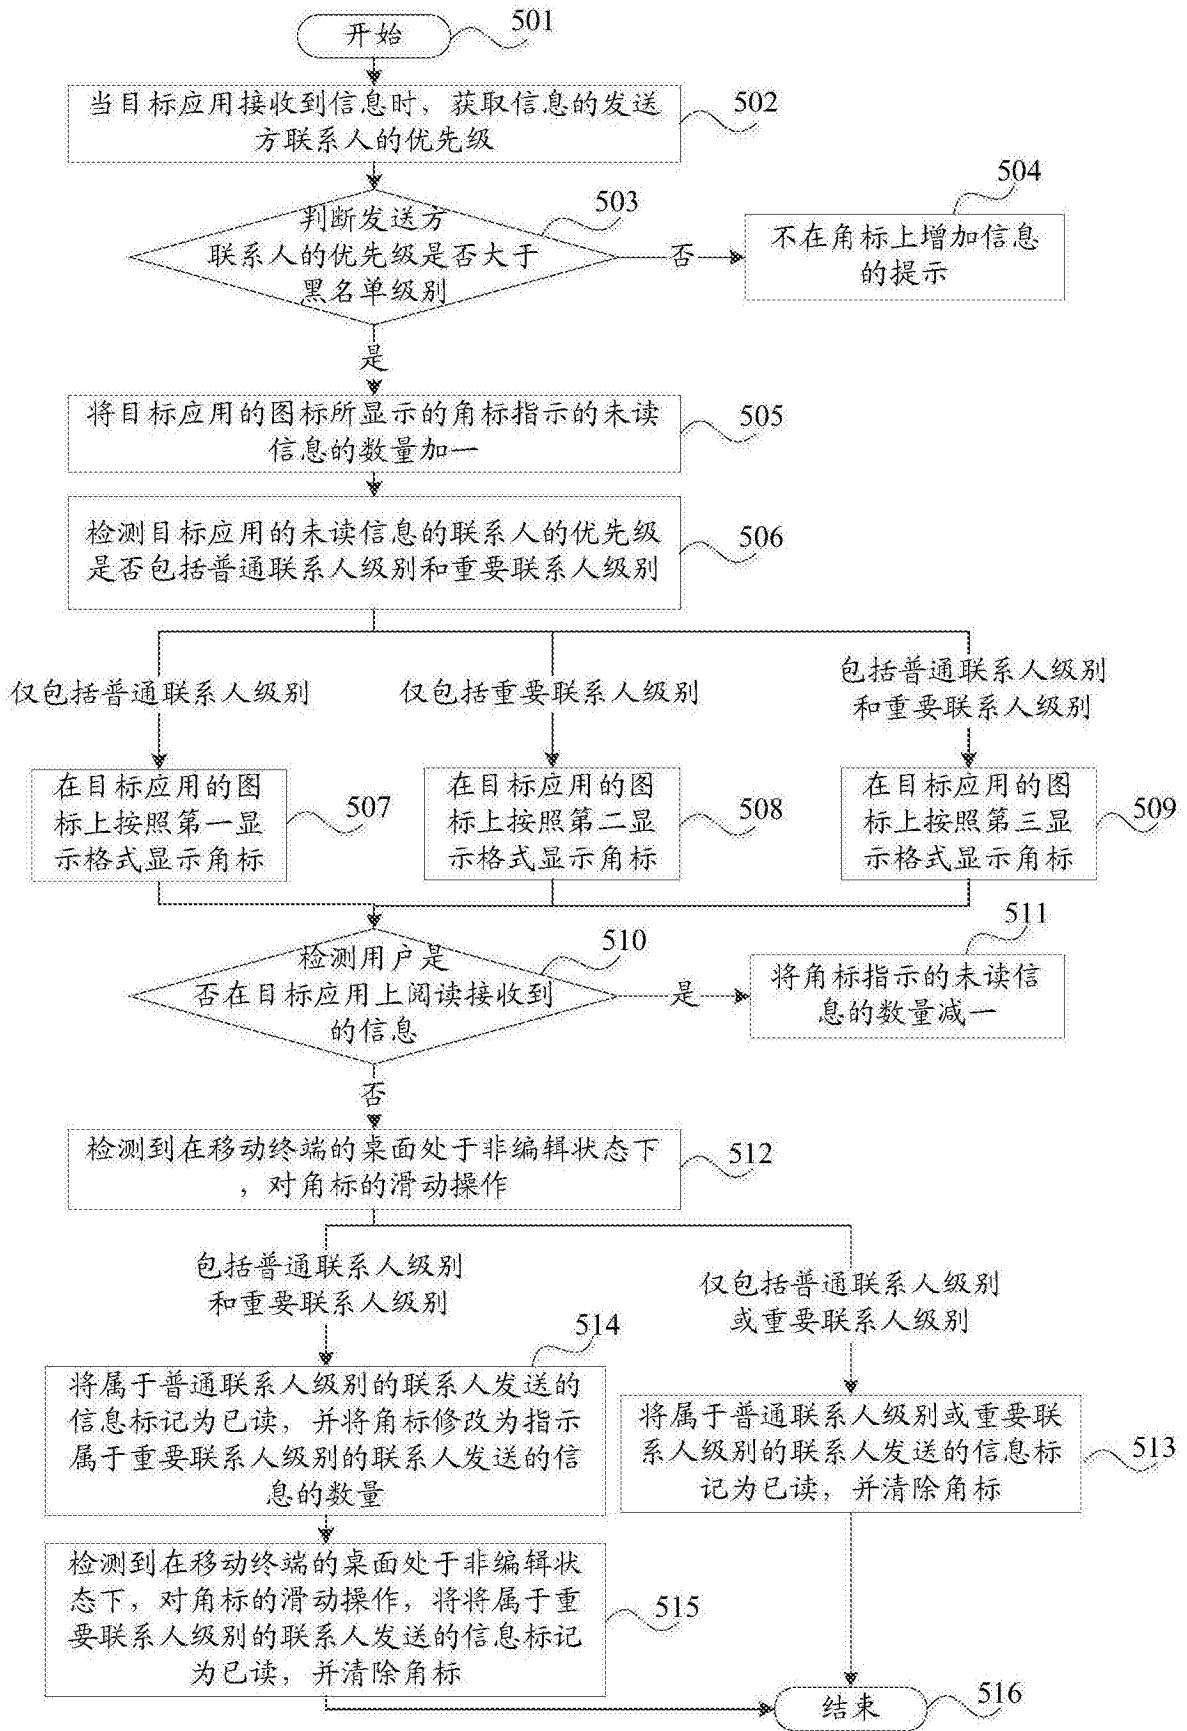 开始
501
当目标应用接收到信息时，获取信息的发送
方联系人的优先级
502
判断发送方
联系人的优先级是否大于
黑名单级别
503
否
不在角标上增加信息
的提示
504
是
将目标应用的图标所显示的角标指示的未读
信息的数量加一
505
检测目标应用的未读信息的联系人的优先级
是否包括普通联系人级别和重要联系人级别
506
仅包括普通联系人级别
仅包括重要联系人级别
包括普通联系人级别
和重要联系人级别
在目标应用的图
标上按照第一显
示格式显示角标
507
在目标应用的图
标上按照第二显
示格式显示角标
508
在目标应用的图
标上按照第三显
示格式显示角标
509
检测用户是
否在目标应用上阅读接收到
的信息
510
是
将角标指示的未读信
息的数量减一
511
否
检测到在移动终端的桌面处于非编辑状态下
，对角标的滑动操作
512
包括普通联系人级别
和重要联系人级别
仅包括普通联系人级别
或重要联系人级别
将属于普通联系人级别的联系人发送的
信息标记为已读，并将角标修改为指示
属于重要联系人级别的联系人发送的信
息的数量
514
将属于普通联系人级别或重要联
系人级别的联系人发送的信息标
记为已读，并清除角标
513
检测到在移动终端的桌面处于非编辑状
态下，对角标的滑动操作，将将属于重
要联系人级别的联系人发送的信息标记
为已读，并清除角标
515
结束
516